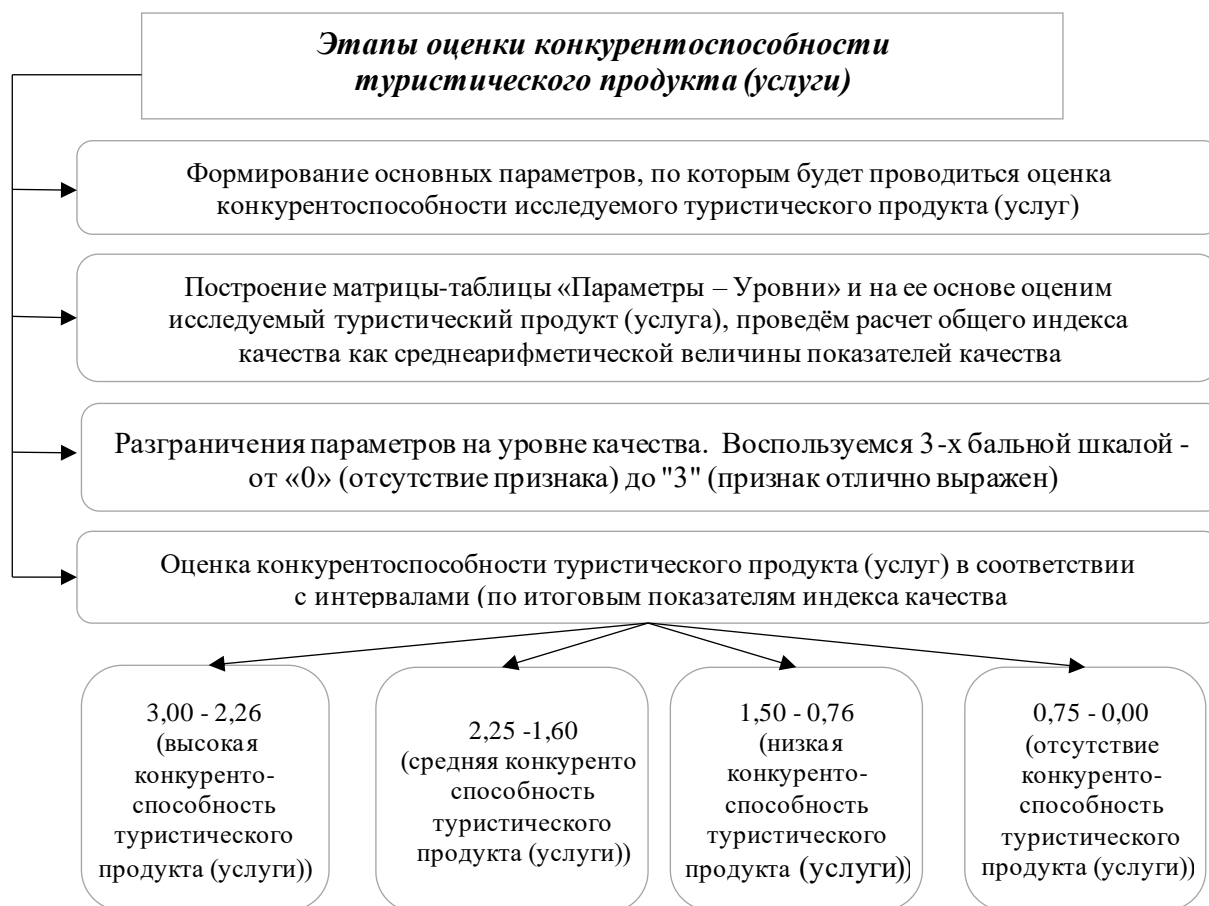 Этапы оценки конкурентоспособности
туристического продукта (услуги)
Формирование основных параметров, по которым будет проводиться оценка
конкурентоспособности исследуемого туристического продукта (услуг)
Построение матрицы-таблицы «Параметры – Уровни» и на ее основе оценим
исследуемый туристический продукт (услуга), проведём расчет общего индекса
качества как среднеарифметической величины показателей качества
Разграничения параметров на уровне качества. Воспользуемся 3-х бальной шкалой -
от «0» (отсутствие признака) до "3" (признак отлично выражен)
Оценка конкурентоспособности туристического продукта (услуг) в соответствии
с интервалами (по итоговым показателям индекса качества
3,00 - 2,26
(высокая
конкуренто-
способность
туристического
продукта (услуги))
2,25 -1,60
(средняя конкуренто
способность
туристического
продукта (услуги))
1,50 - 0,76
(низкая
конкуренто-
способность
туристического
продукта (услуги))
0,75 - 0,00
(отсутствие
конкуренто-
способность
туристического
продукта (услуги))